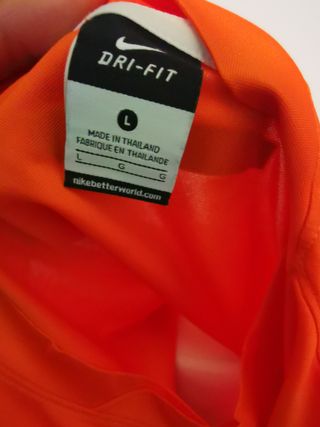 DRI-FIT
L
MADE IN THAILAND
FABRIQUE EN THAILANDE
L G G
nikebetterworld.com